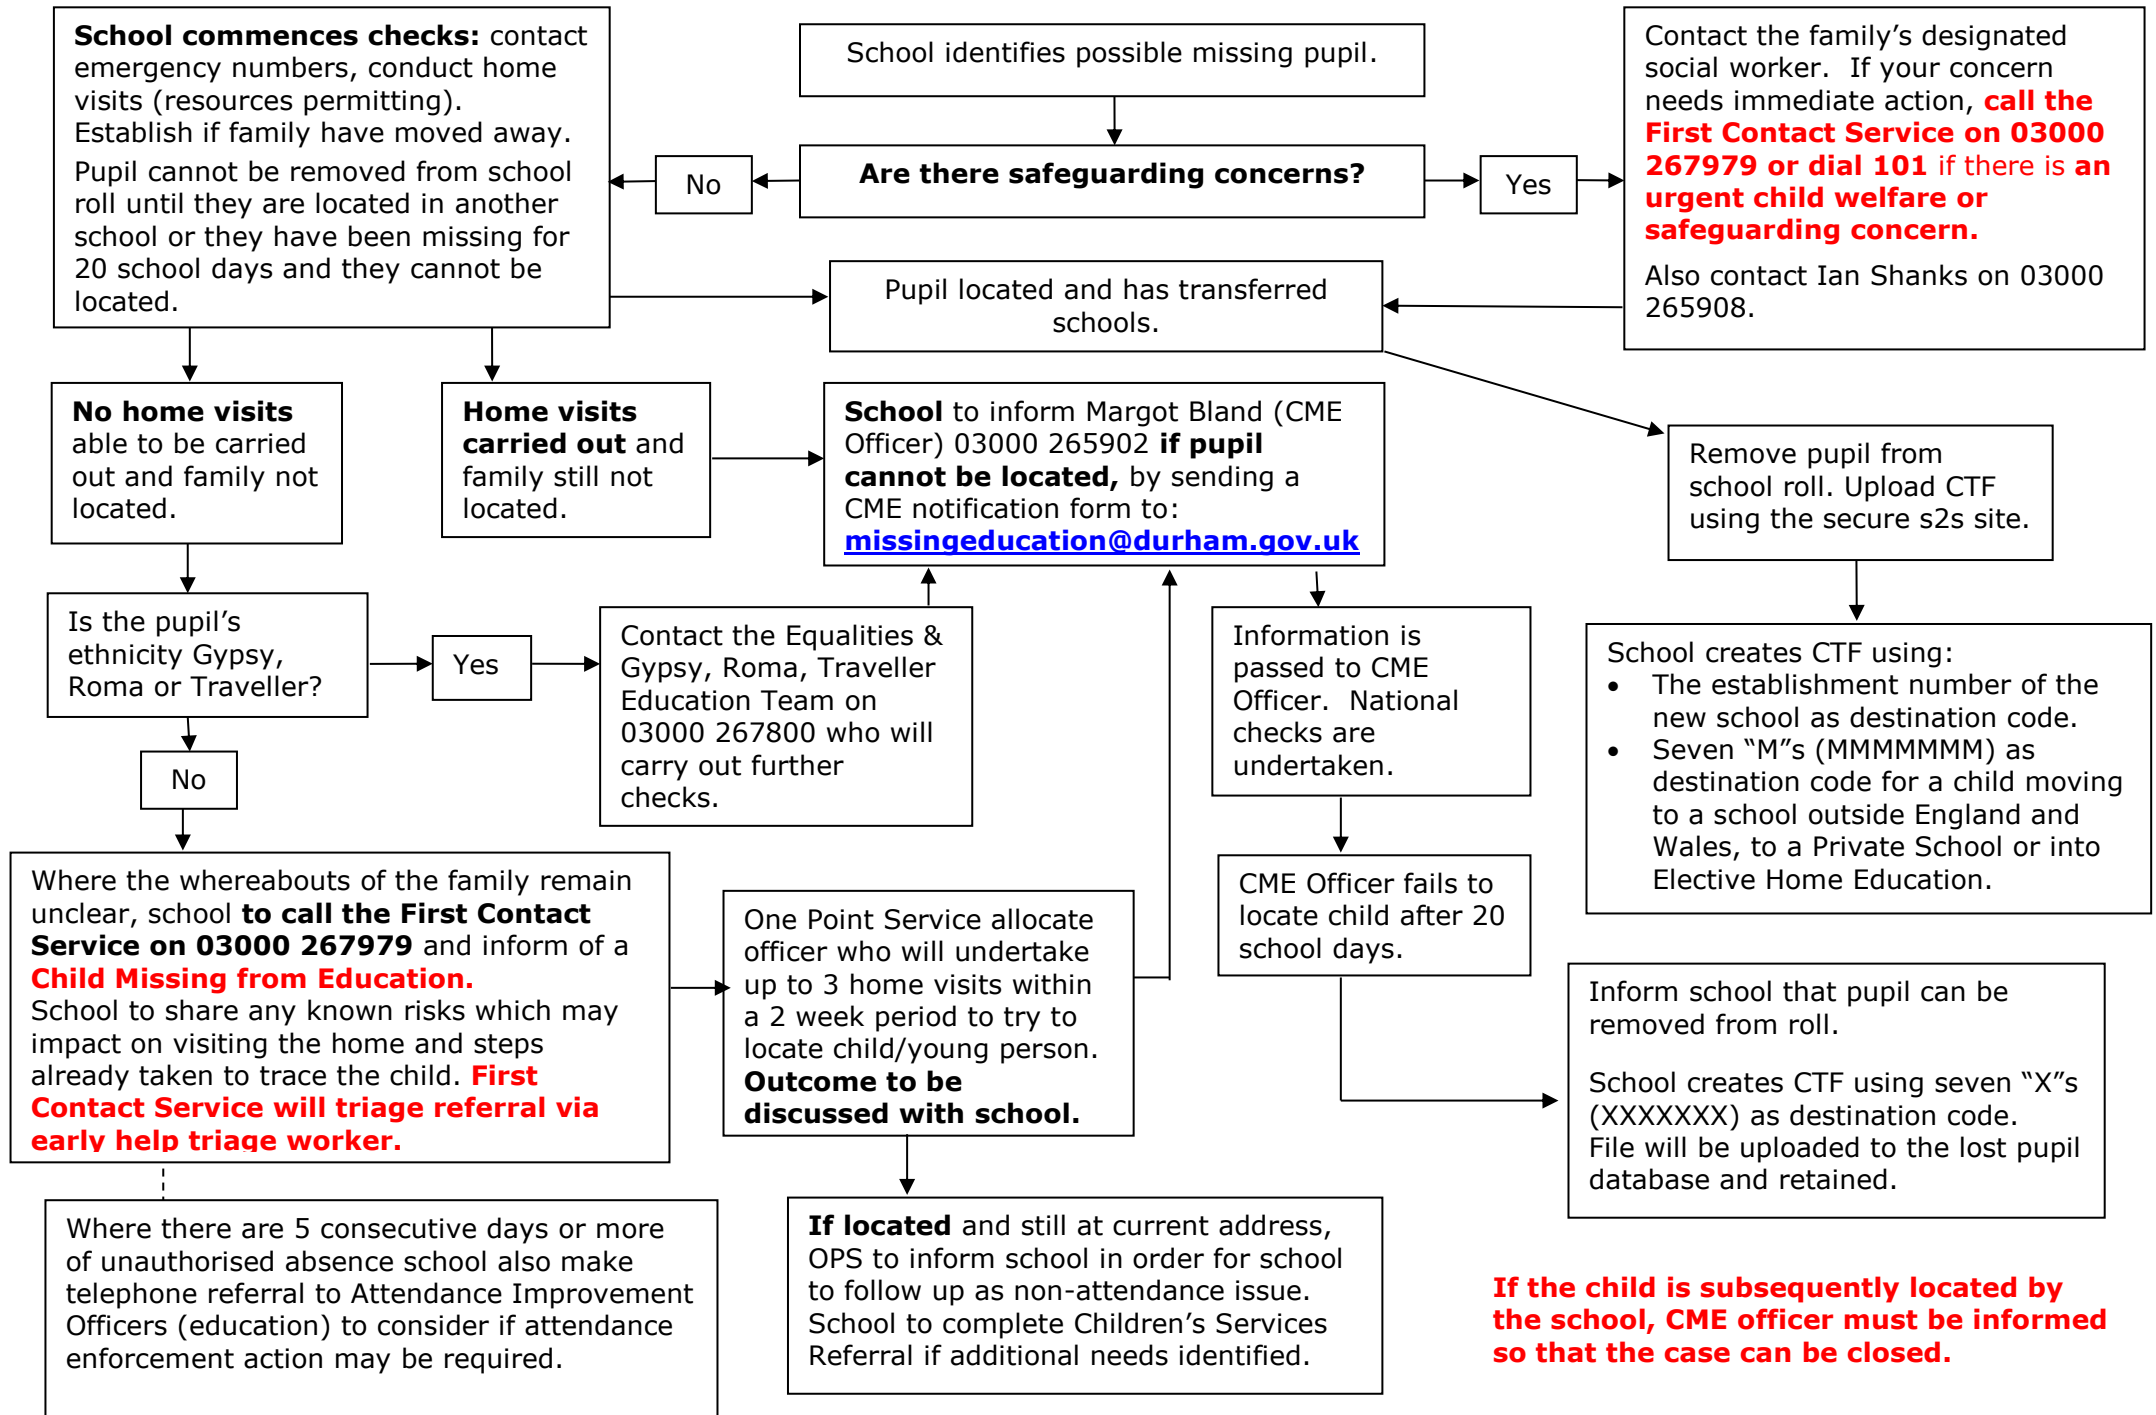 School commences checks: contact
emergency numbers, conduct home
visits (resources permitting).
Establish if family have moved away.
Pupil cannot be removed from school
roll until they are located in another
school or they have been missing for
20 school days and they cannot be
located.
School identifies possible missing pupil.
Are there safeguarding concerns?
No
Yes
Contact the family’s designated
social worker.  If your concern
needs immediate action, call the
First Contact Service on 03000
267979 or dial 101 if there is an
urgent child welfare or
safeguarding concern.
Also contact Ian Shanks on 03000
265908.
Pupil located and has transferred
schools.
No home visits
able to be carried
out and family not
located.
Home visits
carried out and
family still not
located.
School to inform Margot Bland (CME
Officer) 03000 265902 if pupil
cannot be located, by sending a
CME notification form to:
missingeducation@durham.gov.uk
Remove pupil from
school roll. Upload CTF
using the secure s2s site.
Is the pupil’s
ethnicity Gypsy,
Roma or Traveller?
Yes
Contact the Equalities &
Gypsy, Roma, Traveller
Education Team on
03000 267800 who will
carry out further
checks.
Information is
passed to CME
Officer.  National
checks are
undertaken.
School creates CTF using:
• The establishment number of the
new school as destination code.
• Seven “M”s (MMMMMMM) as
destination code for a child moving
to a school outside England and
Wales, to a Private School or into
Elective Home Education.
No
Where the whereabouts of the family remain
unclear, school to call the First Contact
Service on 03000 267979 and inform of a
Child Missing from Education.
School to share any known risks which may
impact on visiting the home and steps
already taken to trace the child. First
Contact Service will triage referral via
early help triage worker.
One Point Service allocate
officer who will undertake
up to 3 home visits within
a 2 week period to try to
locate child/young person.
Outcome to be
discussed with school.
CME Officer fails to
locate child after 20
school days.
Inform school that pupil can be
removed from roll.
School creates CTF using seven “X”s
(XXXXXXX) as destination code.
File will be uploaded to the lost pupil
database and retained.
Where there are 5 consecutive days or more
of unauthorised absence school also make
telephone referral to Attendance Improvement
Officers (education) to consider if attendance
enforcement action may be required.
If located and still at current address,
OPS to inform school in order for school
to follow up as non-attendance issue.
School to complete Children’s Services
Referral if additional needs identified.
If the child is subsequently located by
the school, CME officer must be informed
so that the case can be closed.